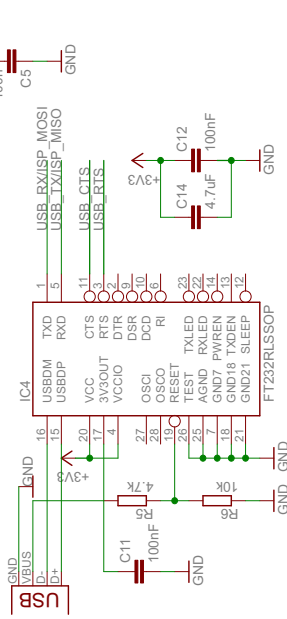 C5
GND
USB_RX/ISP_MOSI
USB_TX/ISP_MISO
USB_CTS
USB_RTS
+3V3
C12
100nF
C14
4.7uF
GND
IC4
FT232RLSSOP
16 USBDM TXD 1
15 USBDP RXD 5
20 VCC CTS 11
17 3V3OUT RTS 3
4 VCCIO DTR 2
DSR 9
27 OSCI DCD 10
28 OSCO RI 6
19 RESET
26 TEST TXLED 23
25 AGND RXLED 22
7 GND7 PWREN 14
18 GND18 TXDEN 13
21 GND21 SLEEP 12
GND
+3V3
R5
4.7k
R6
10k
GND
GND
C11
100nF
GND
USB
GND
VBUS
D-
D+